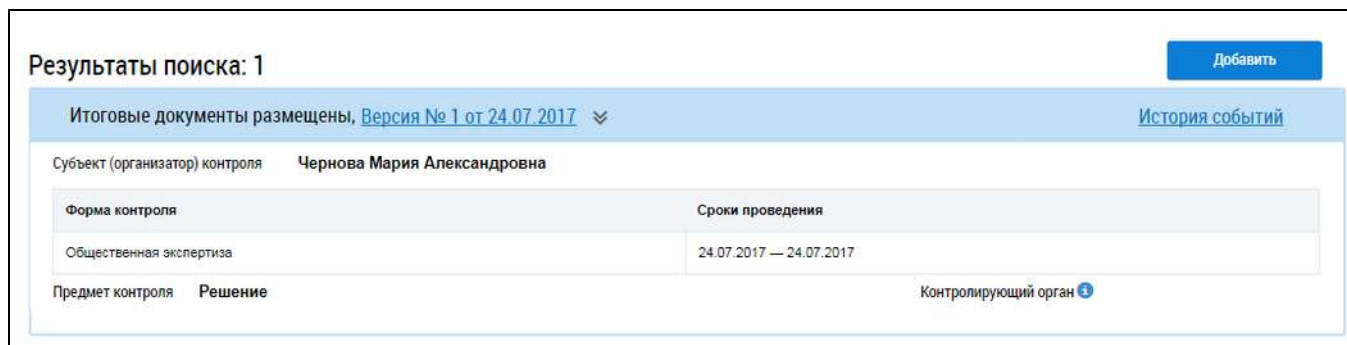 Результаты поиска: 1
Добавить
Итоговые документы размещены, Версия № 1 от 24.07.2017
История событий
Субъект (организатор) контроля Чернова Мария Александровна
Форма контроля Сроки проведения
Общественная экспертиза 24.07.2017 — 24.07.2017
Предмет контроля Решение Контролирующий орган